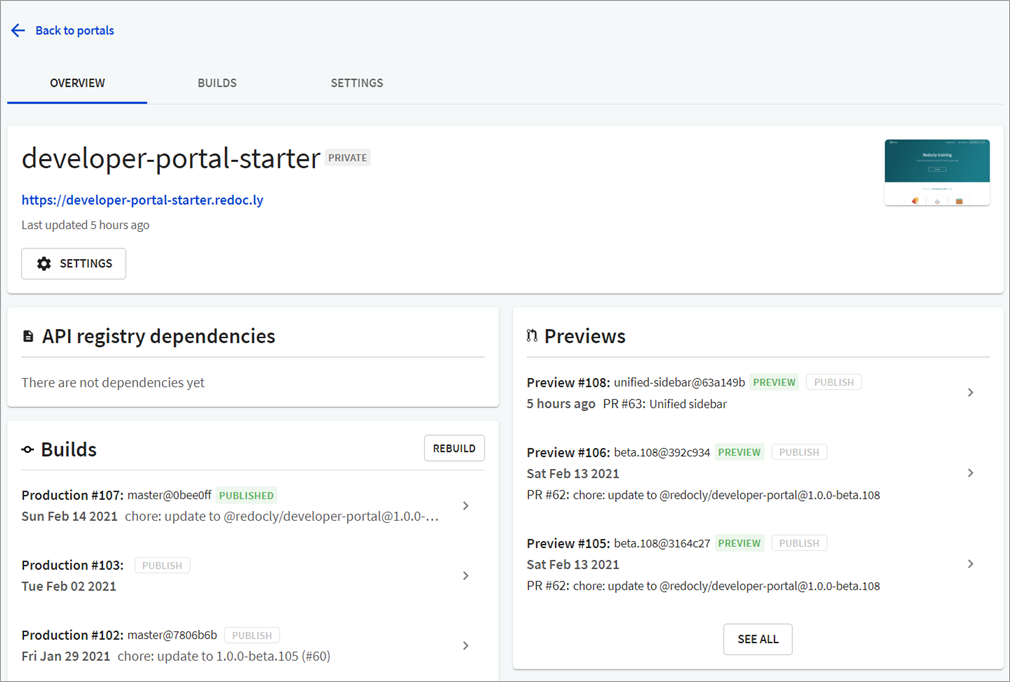 Back to portals
OVERVIEW BUILDS SETTINGS
developer-portal-starter PRIVATE
https://developer-portal-starter.redoc.ly
Last updated 5 hours ago
SETTINGS
API registry dependencies
There are not dependencies yet
Builds REBUILD
Production #107: master@0bee0ff PUBLISHED
Sun Feb 14 2021 chore: update to @redocly/developer-portal@1.0.0-...
Production #103: PUBLISH
Tue Feb 02 2021
Production #102: master@7806b6b PUBLISH
Fri Jan 29 2021 chore: update to 1.0.0-beta.105 (#60)
Previews
Preview #108: unified-sidebar@63a149b PREVIEW PUBLISH
5 hours ago PR #63: Unified sidebar
Preview #106: beta.108@392c934 PREVIEW PUBLISH
Sat Feb 13 2021
PR #62: chore: update to @redocly/developer-portal@1.0.0-beta.108
Preview #105: beta.108@3164c27 PREVIEW PUBLISH
Sat Feb 13 2021
PR #62: chore: update to @redocly/developer-portal@1.0.0-beta.108
SEE ALL
Redocly training